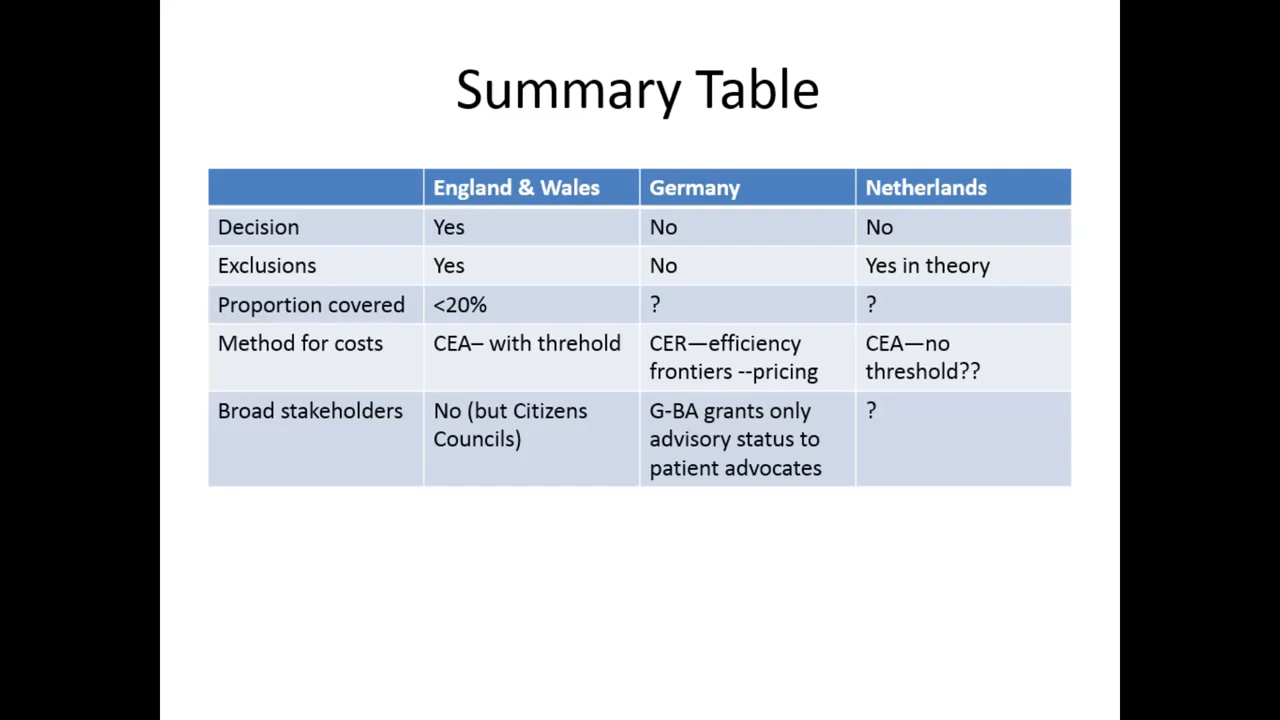 Summary Table
England & Wales Germany Netherlands
Decision Yes No No
Exclusions Yes No Yes in theory
Proportion covered <20% ? ?
Method for costs CEA– with threhold CER—efficiency frontiers --pricing CEA—no threshold??
Broad stakeholders No (but Citizens Councils) G-BA grants only advisory status to patient advocates ?